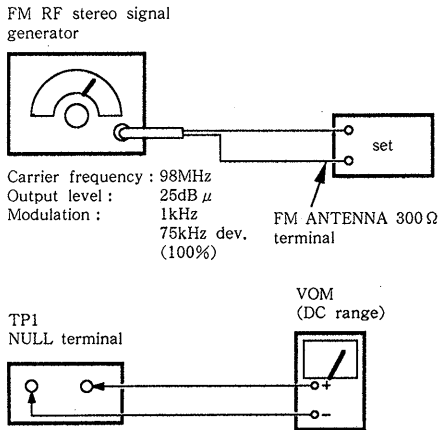 FM RF stereo signal
generator
set
Carrier frequency : 98MHz
Output level : 25dB μ
Modulation : 1kHz
75kHz dev.
(100%)
FM ANTENNA 300Ω
terminal
VOM
(DC range)
TP1
NULL terminal
+
−